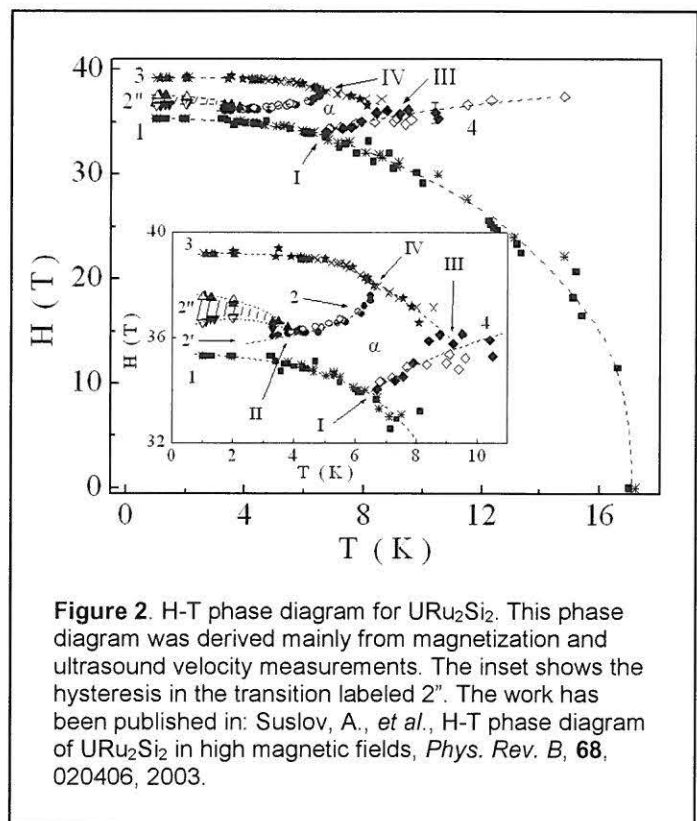 H (T)
40
30
20
10
0
0
4
8
12
16
T (K)
3
2"
1
IV
III
α
4
I
H (T)
40
36
32
0
2
4
6
8
10
T (K)
3
2"
2'
1
2
IV
III
4
α
II
I
Figure 2. H-T phase diagram for URu₂Si₂. This phase
diagram was derived mainly from magnetization and
ultrasound velocity measurements. The inset shows the
hysteresis in the transition labeled 2”. The work has
been published in: Suslov, A., et al., H-T phase diagram
of URu₂Si₂ in high magnetic fields, Phys. Rev. B, 68,
020406, 2003.